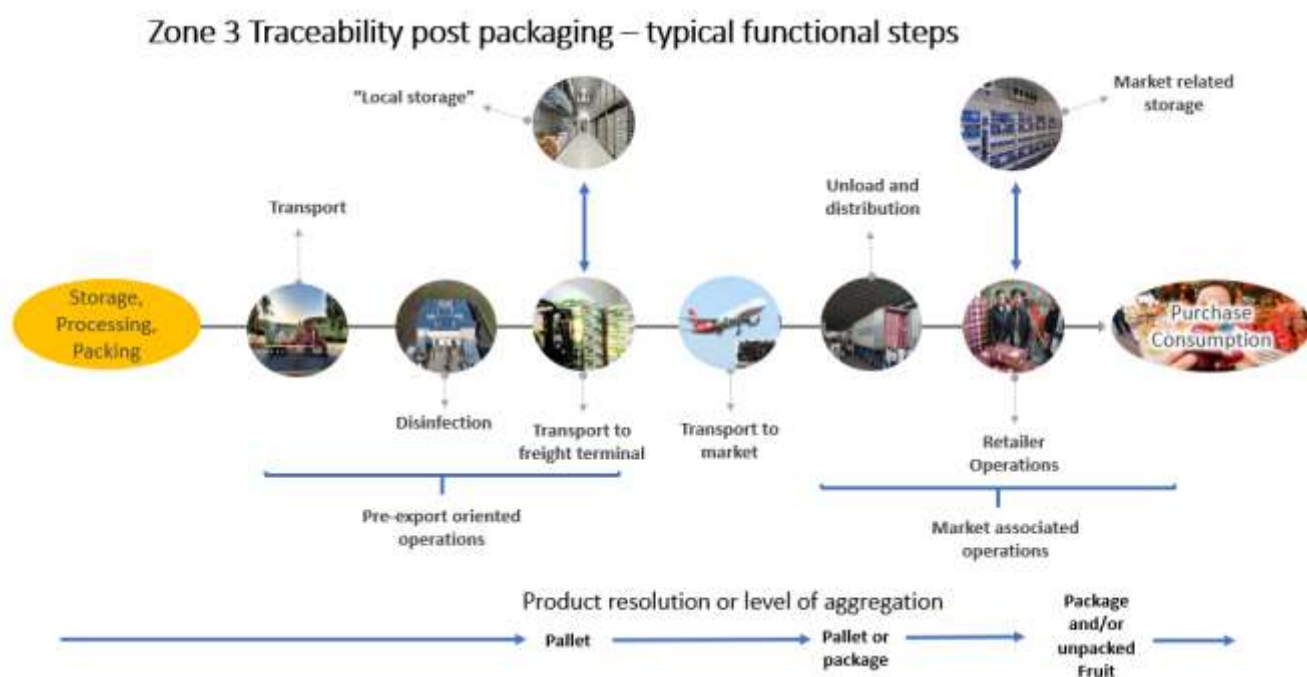 Zone 3 Traceability post packaging – typical functional steps
"Local storage"
Market related
storage
Transport
Unload and
distribution
Storage,
Processing,
Packing
Purchase
Consumption
Disinfection
Transport to
freight terminal
Transport to
market
Retailer
Operations
Pre-export oriented
operations
Market associated
operations
Product resolution or level of aggregation
Pallet
Pallet or
package
Package
and/or
unpacked
Fruit